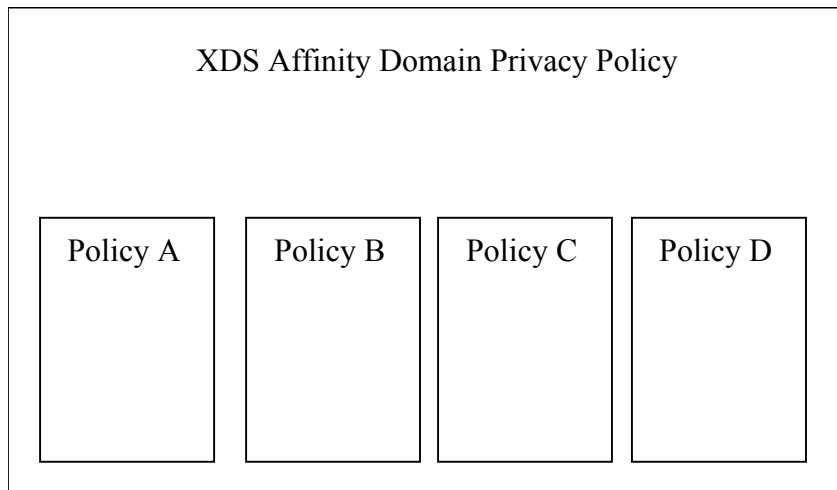 XDS Affinity Domain Privacy Policy
Policy A
Policy B
Policy C
Policy D